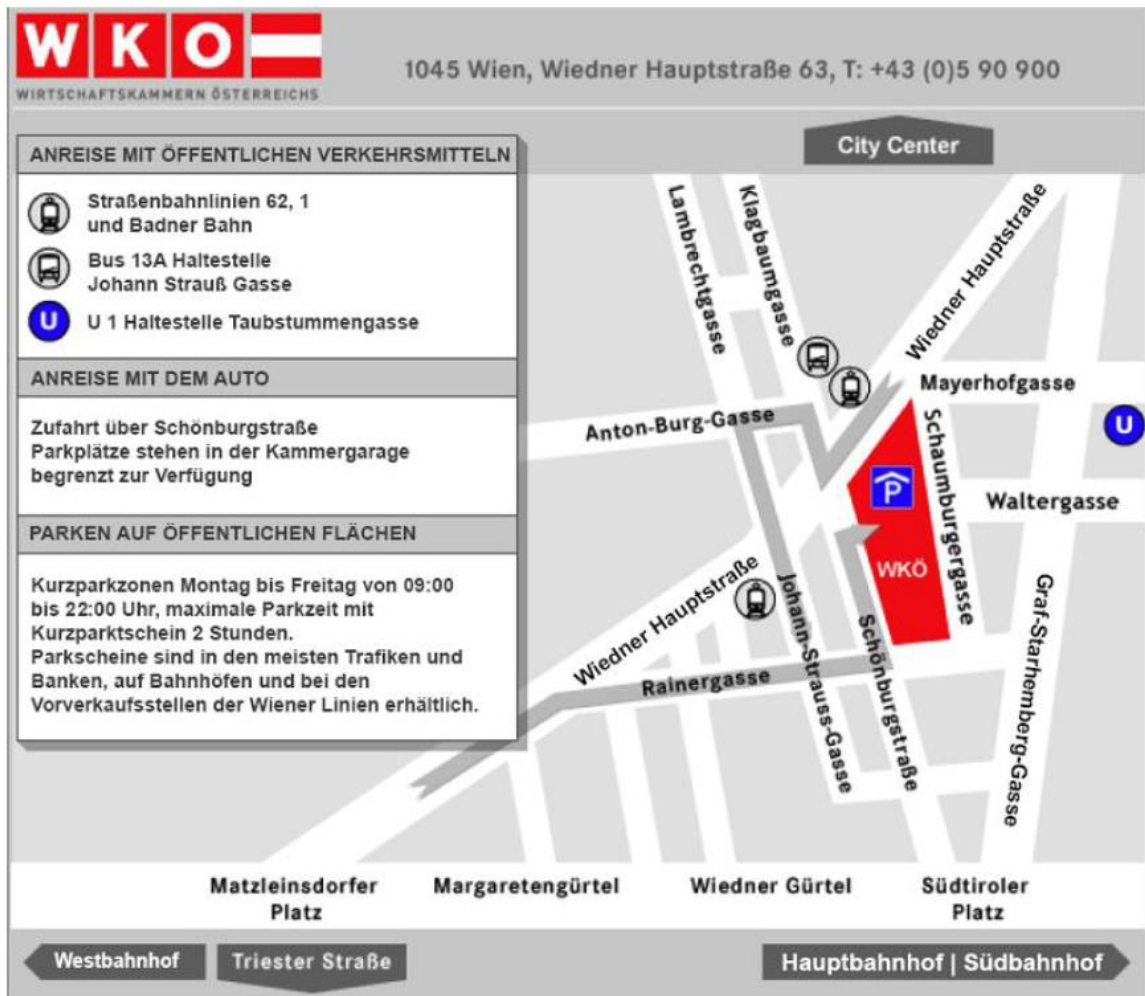 WKO
WIRTSCHAFTSKAMMERN ÖSTERREICHS
1045 Wien, Wiedner Hauptstraße 63, T: +43 (0)5 90 900
City Center
ANREISE MIT ÖFFENTLICHEN VERKEHRSMITTELN
Straßenbahnlinien 62, 1
und Badner Bahn
Bus 13A Haltestelle
Johann Strauß Gasse
U
U 1 Haltestelle Taubstummengasse
ANREISE MIT DEM AUTO
Zufahrt über Schönburgstraße
Parkplätze stehen in der Kammergarage
begrenzt zur Verfügung
PARKEN AUF ÖFFENTLICHEN FLÄCHEN
Kurzparkzonen Montag bis Freitag von 09:00
bis 22:00 Uhr, maximale Parkzeit mit
Kurzparktschein 2 Stunden.
Parkscheine sind in den meisten Trafiken und
Banken, auf Bahnhöfen und bei den
Vorverkaufsstellen der Wiener Linien erhältlich.
Lambrechtgasse
Klagbaumgasse
Wiedner Hauptstraße
Mayerhofgasse
Anton-Burg-Gasse
Schaumburgergasse
U
P
Waltergasse
WKÖ
Wiedner Hauptstraße
Johann-Strauss-Gasse
Schönburgstraße
Graf-Starhemberg-Gasse
Rainergasse
Matzleinsdorfer
Platz
Margaretengürtel
Wiedner Gürtel
Südtiroler
Platz
Westbahnhof
Triester Straße
Hauptbahnhof | Südbahnhof